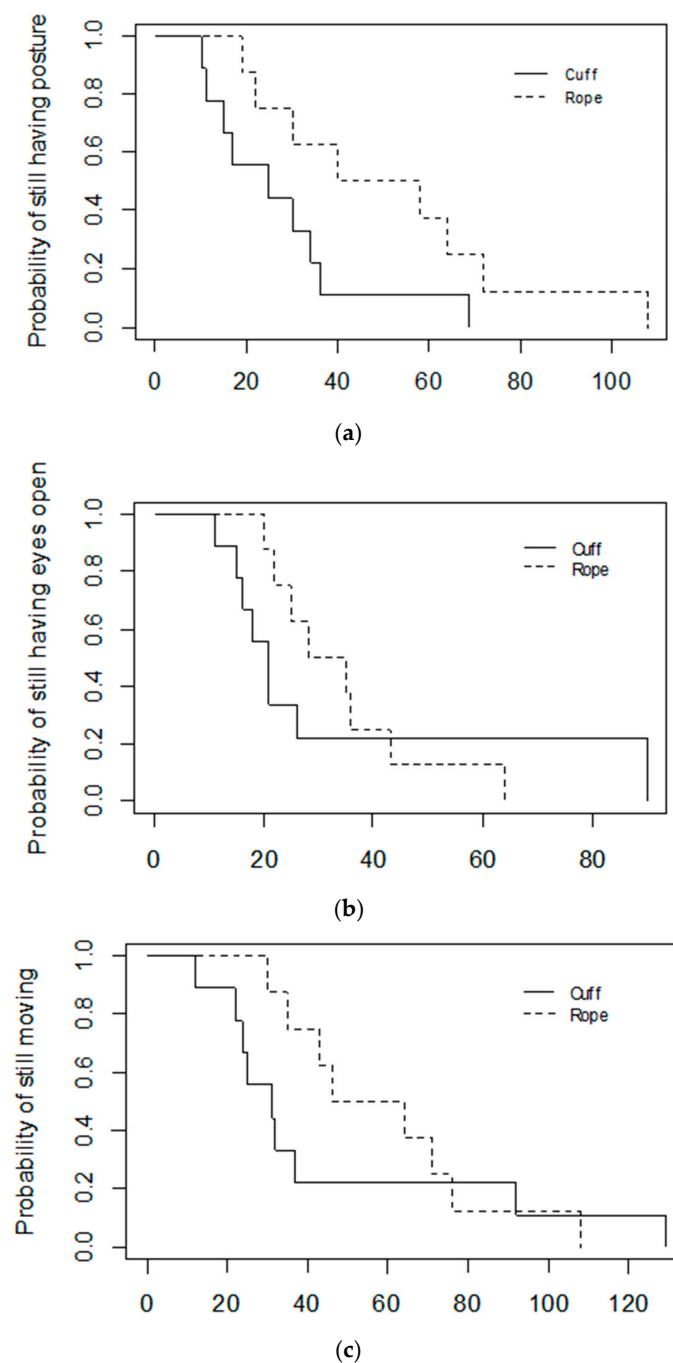 Probability of still having posture
1.0
0.8
0.6
0.4
0.2
0.0
Cuff
Rope
0 20 40 60 80 100
(a)
Probability of still having eyes open
1.0
0.8
0.6
0.4
0.2
0.0
Cuff
Rope
0 20 40 60 80
(b)
Probability of still moving
1.0
0.8
0.6
0.4
0.2
0.0
Cuff
Rope
0 20 40 60 80 100 120
(c)